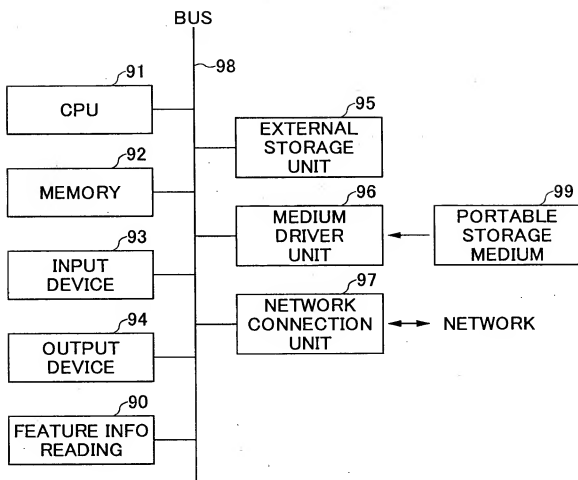 BUS
98
91
CPU
92
MEMORY
93
INPUT
DEVICE
94
OUTPUT
DEVICE
90
FEATURE INFO
READING
95
EXTERNAL
STORAGE
UNIT
96
MEDIUM
DRIVER
UNIT
99
PORTABLE
STORAGE
MEDIUM
97
NETWORK
CONNECTION
UNIT
NETWORK